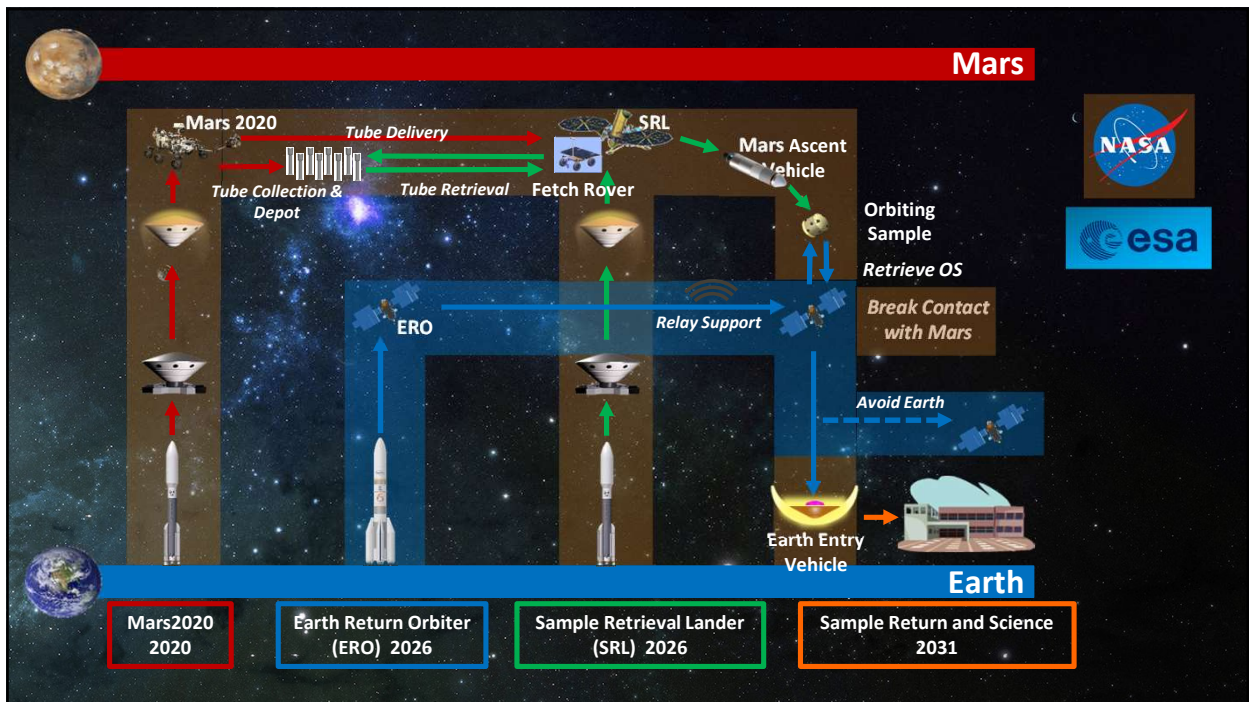 Mars
Mars 2020
Tube Delivery
SRL
NASA
Mars Ascent
Vehicle
Tube Collection &
Depot
Tube Retrieval
Fetch Rover
Orbiting
Sample
esa
Retrieve OS
ERO
Relay Support
Break Contact
with Mars
Avoid Earth
Earth Entry
Vehicle
Earth
Mars2020
2020
Earth Return Orbiter
(ERO) 2026
Sample Retrieval Lander
(SRL) 2026
Sample Return and Science
2031